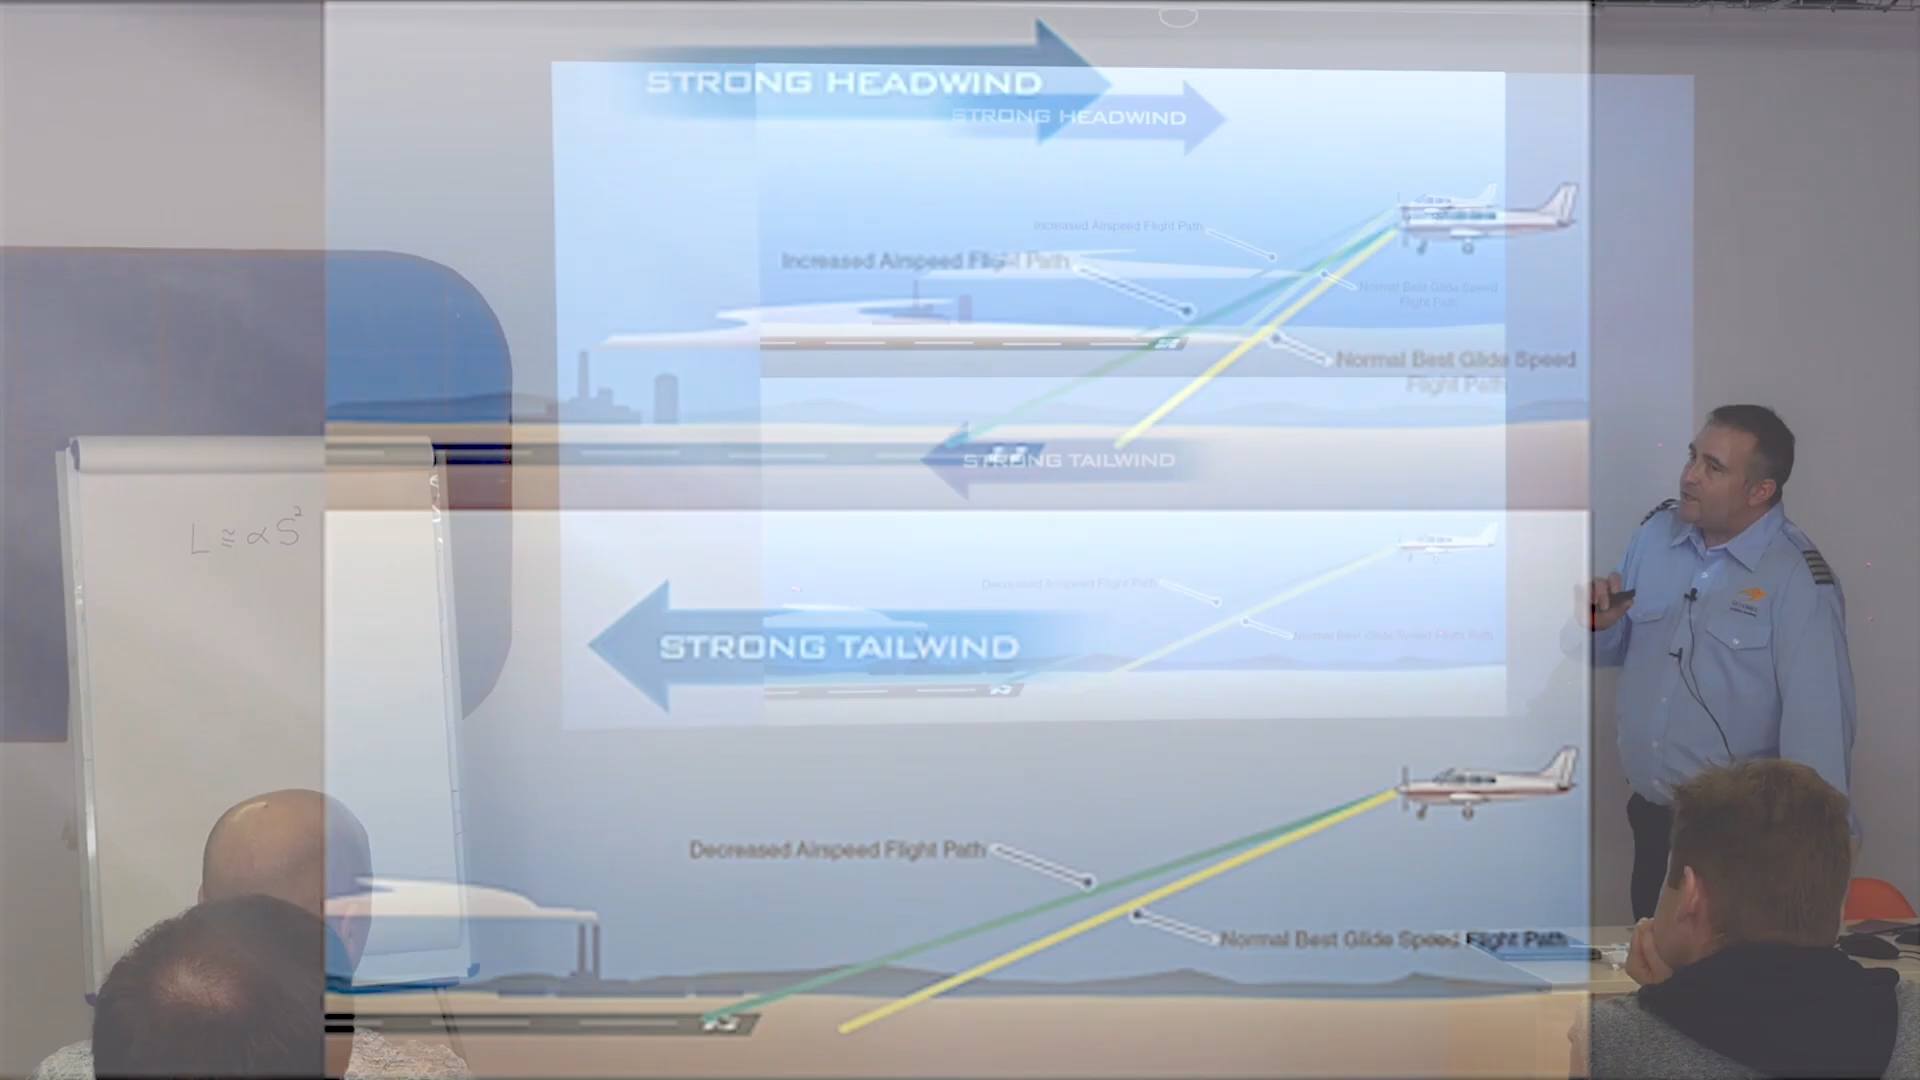 STRONG HEADWIND
STRONG HEADWIND
Increased Airspeed Flight Path
Increased Airspeed Flight Path
Normal Best Glide Speed
Flight Path
Normal Best Glide Speed
Flight Path
STRONG TAILWIND
L ≅ αS²
Decreased Airspeed Flight Path
STRONG TAILWIND
Normal Best Glide Speed Flight Path
Decreased Airspeed Flight Path
Normal Best Glide Speed Flight Path